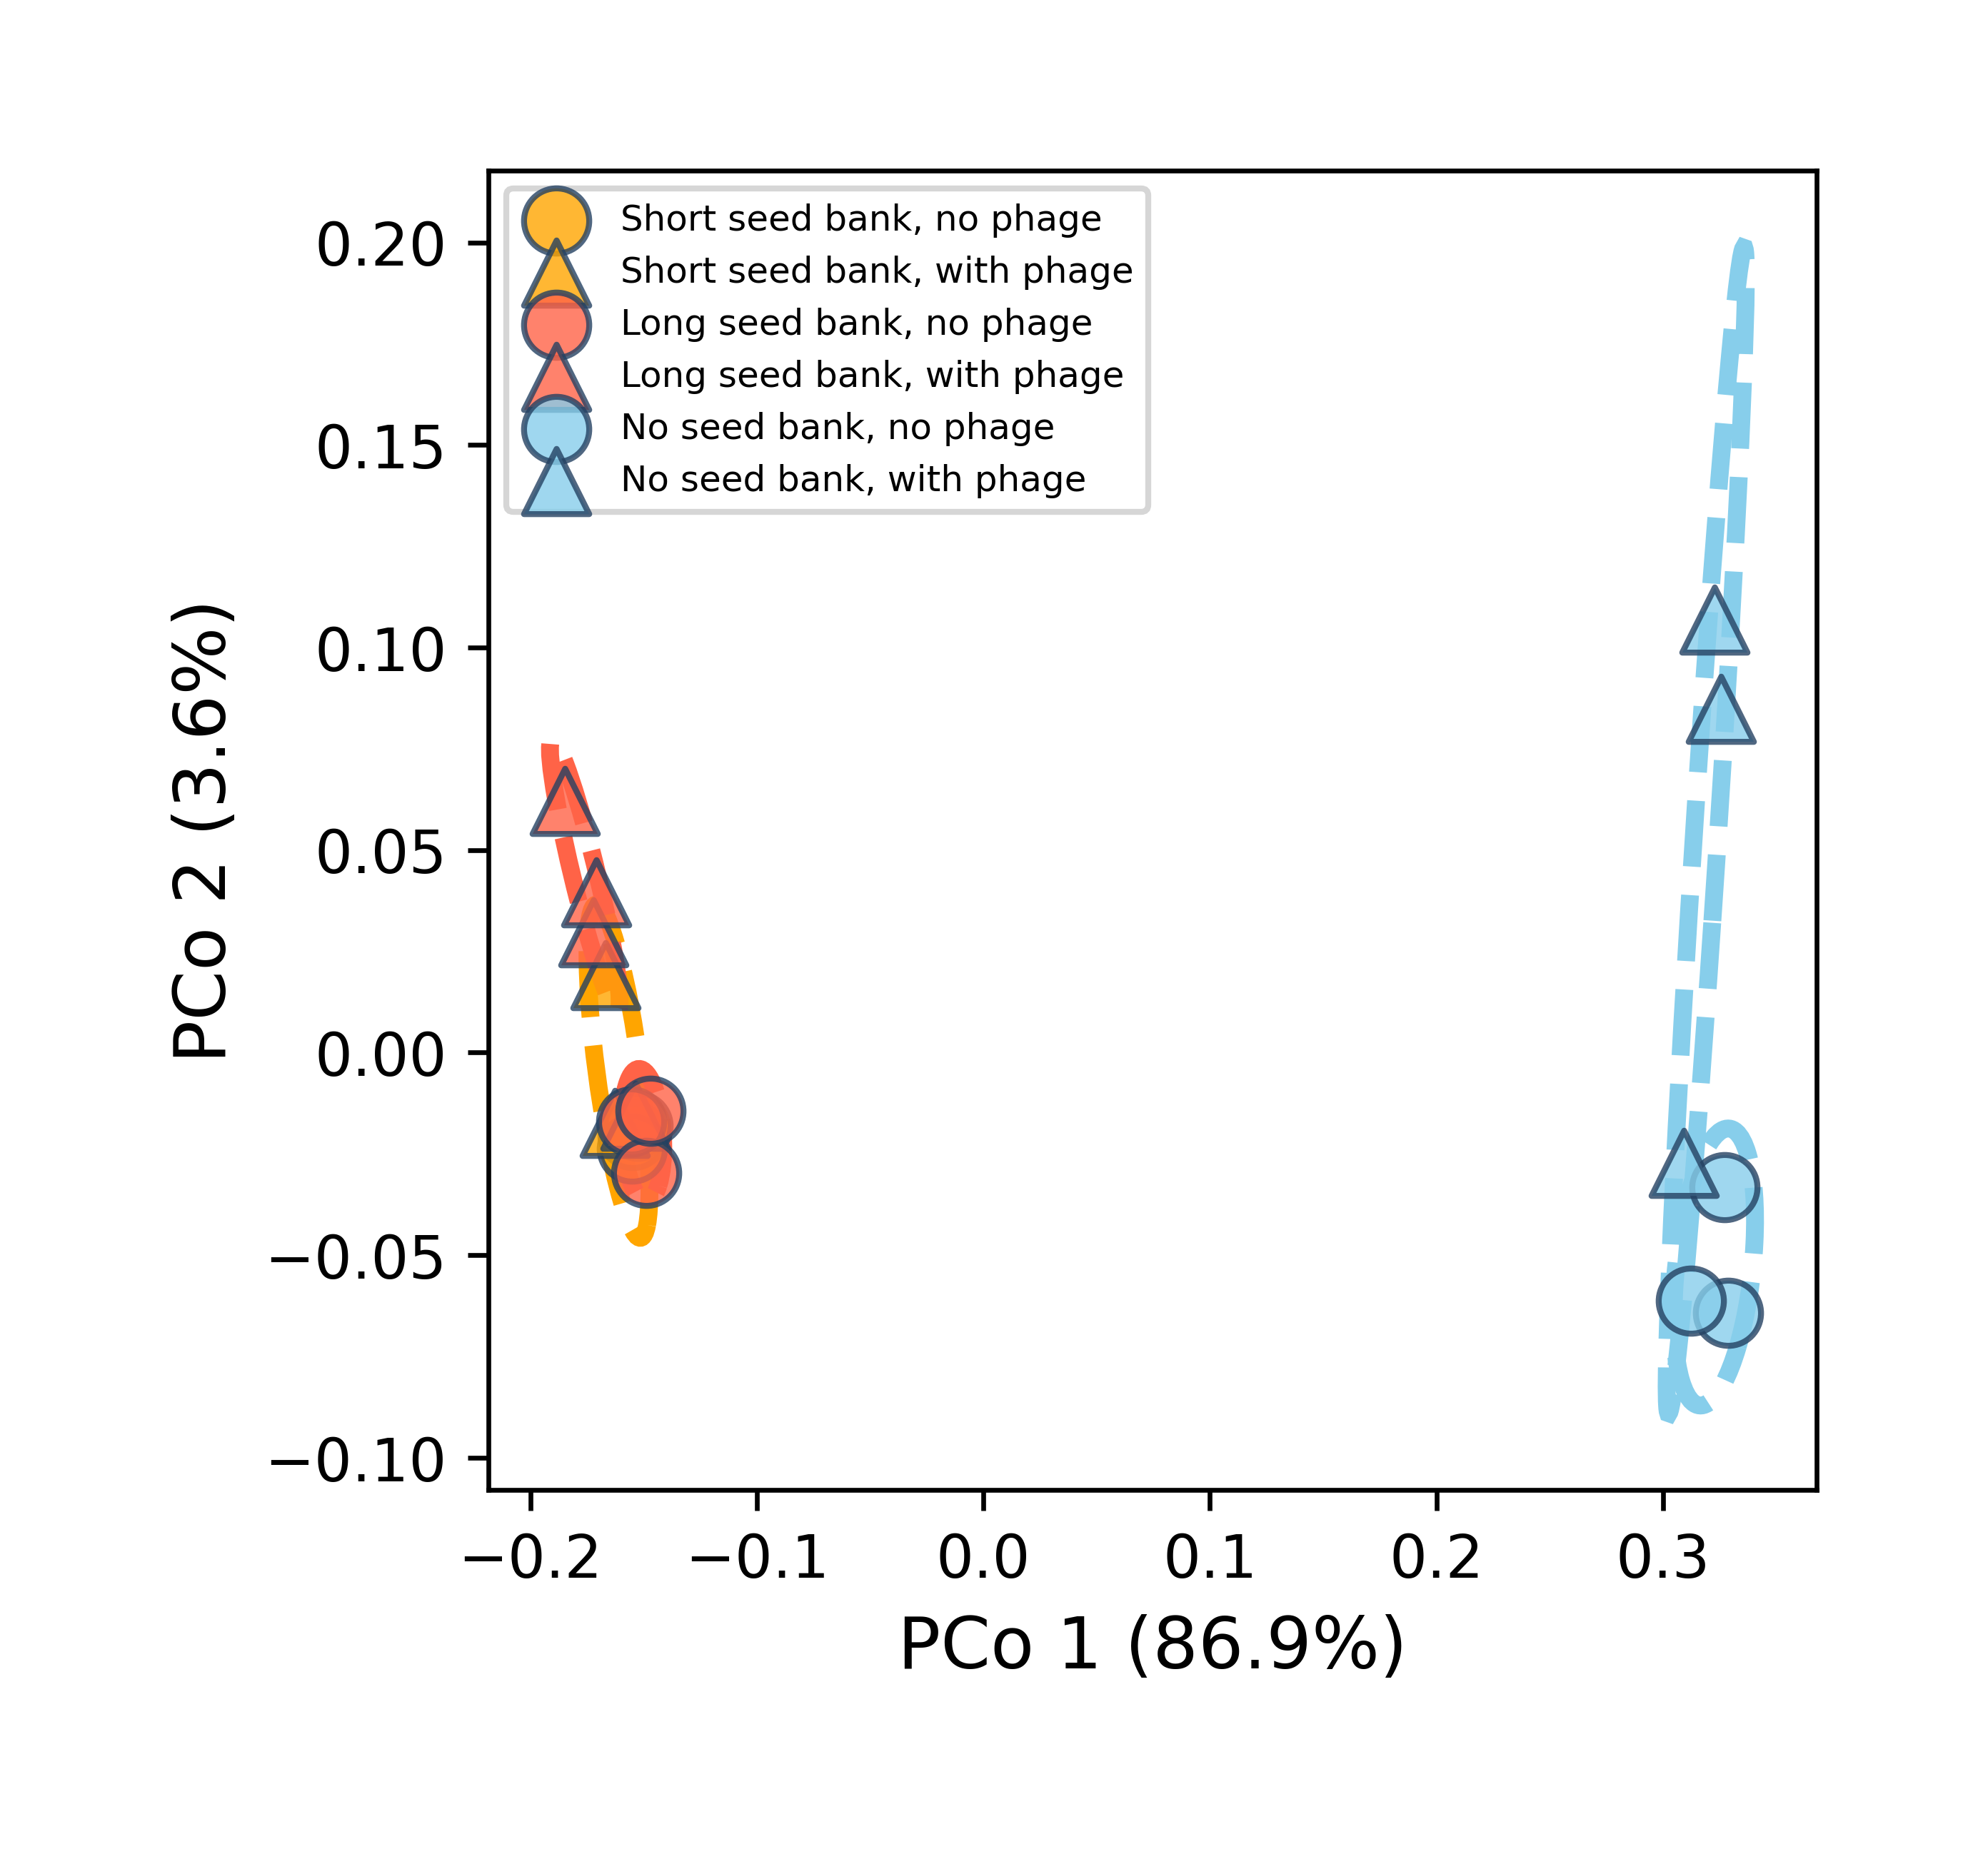 Short seed bank, no phage
Short seed bank, with phage
Long seed bank, no phage
Long seed bank, with phage
No seed bank, no phage
No seed bank, with phage
PCo 2 (3.6%)
0.20
0.15
0.10
0.05
0.00
−0.05
−0.10
−0.2 −0.1 0.0 0.1 0.2 0.3
PCo 1 (86.9%)